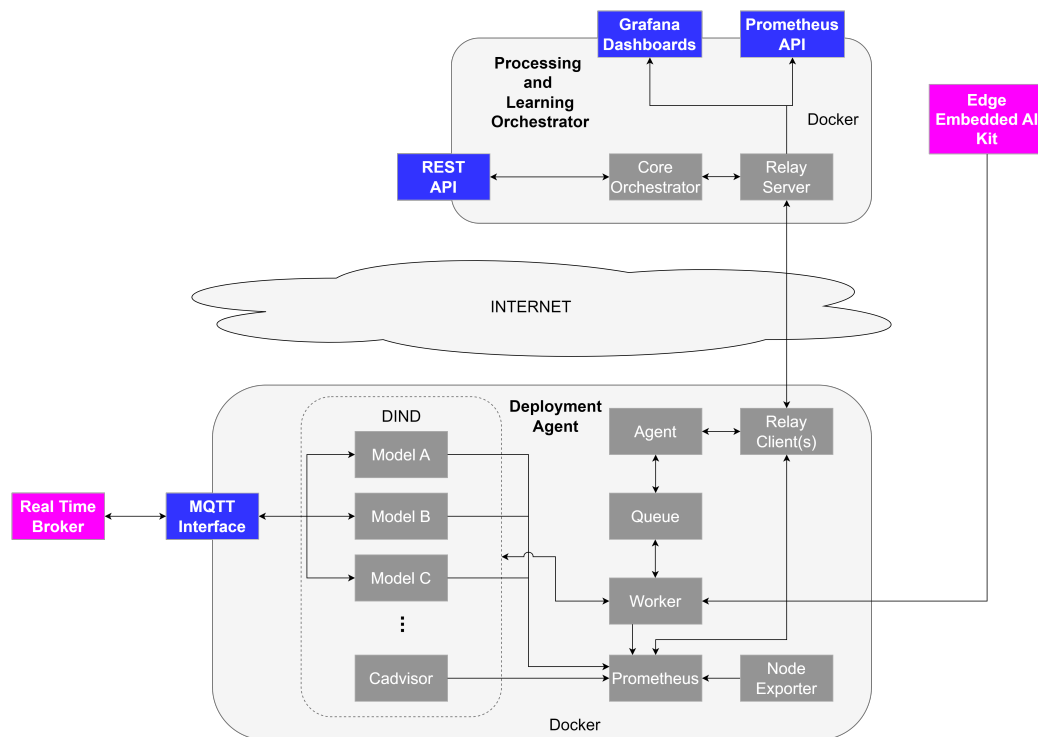 Grafana
Dashboards
Prometheus
API
Processing
and
Learning
Orchestrator
Docker
Edge
Embedded AI
Kit
REST
API
Core
Orchestrator
Relay
Server
INTERNET
DIND
Deployment
Agent
Model A
Agent
Relay
Client(s)
Real Time
Broker
MQTT
Interface
Model B
Queue
Model C
Worker
...
Cadvisor
Prometheus
Node
Exporter
Docker